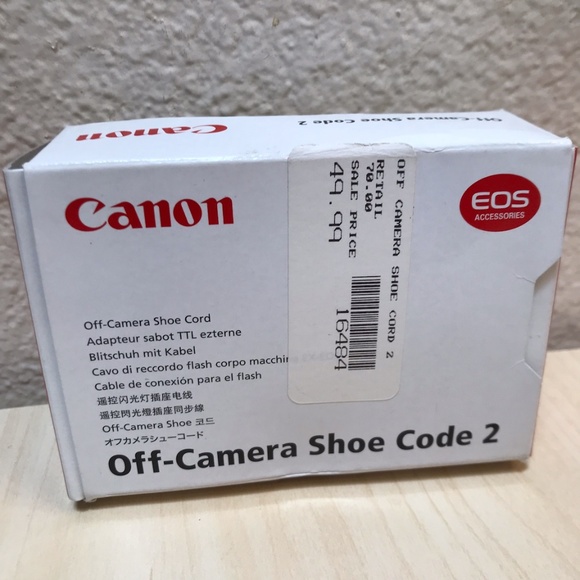 Canon
Off-Camera Shoe Code 2
Canon
EOS
ACCESSORIES
OFF CAMERA SHOE CORD 2
RETAIL
70.00
SALE PRICE
49.99
16484
Off-Camera Shoe Cord
Adapteur sabot TTL ezterne
Blitschuh mit Kabel
Cavo di reccordo flash corpo macchin
Cable de conexión para el flash
遥控闪光灯插座电线
遙控閃光燈插座同步線
Off-Camera Shoe 코드
オフカメラシューコード
Off-Camera Shoe Code 2